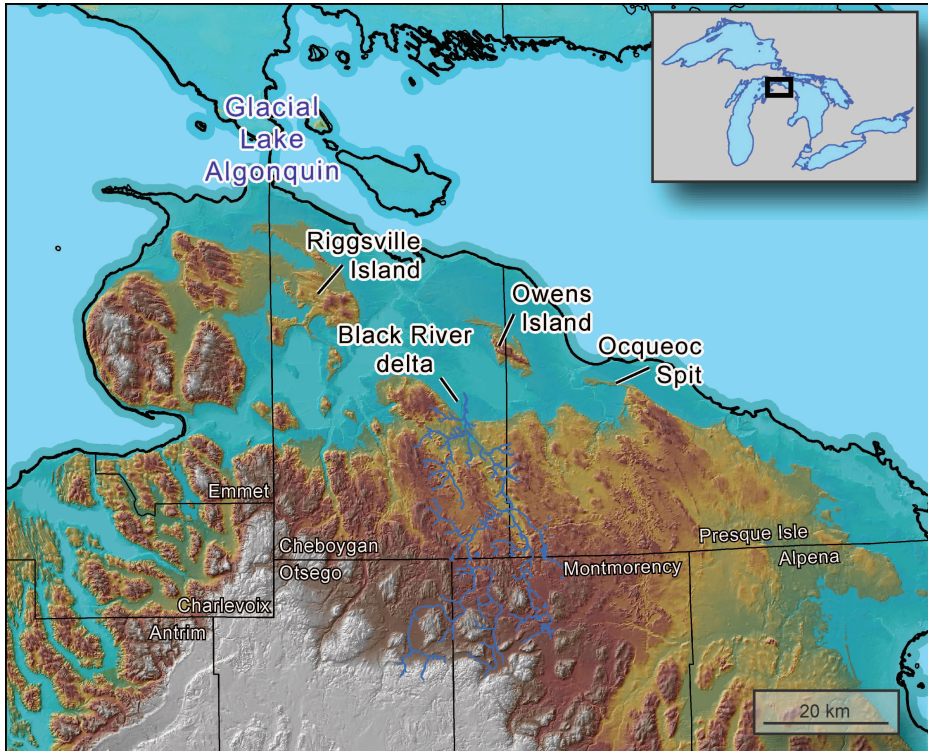 Glacial
Lake
Algonquin
Riggsville
Island
Owens
Island
Black River
delta
Ocqueoc
Spit
Emmet
Cheboygan
Otsego
Presque Isle
Alpena
Montmorency
Charlevoix
Antrim
20 km